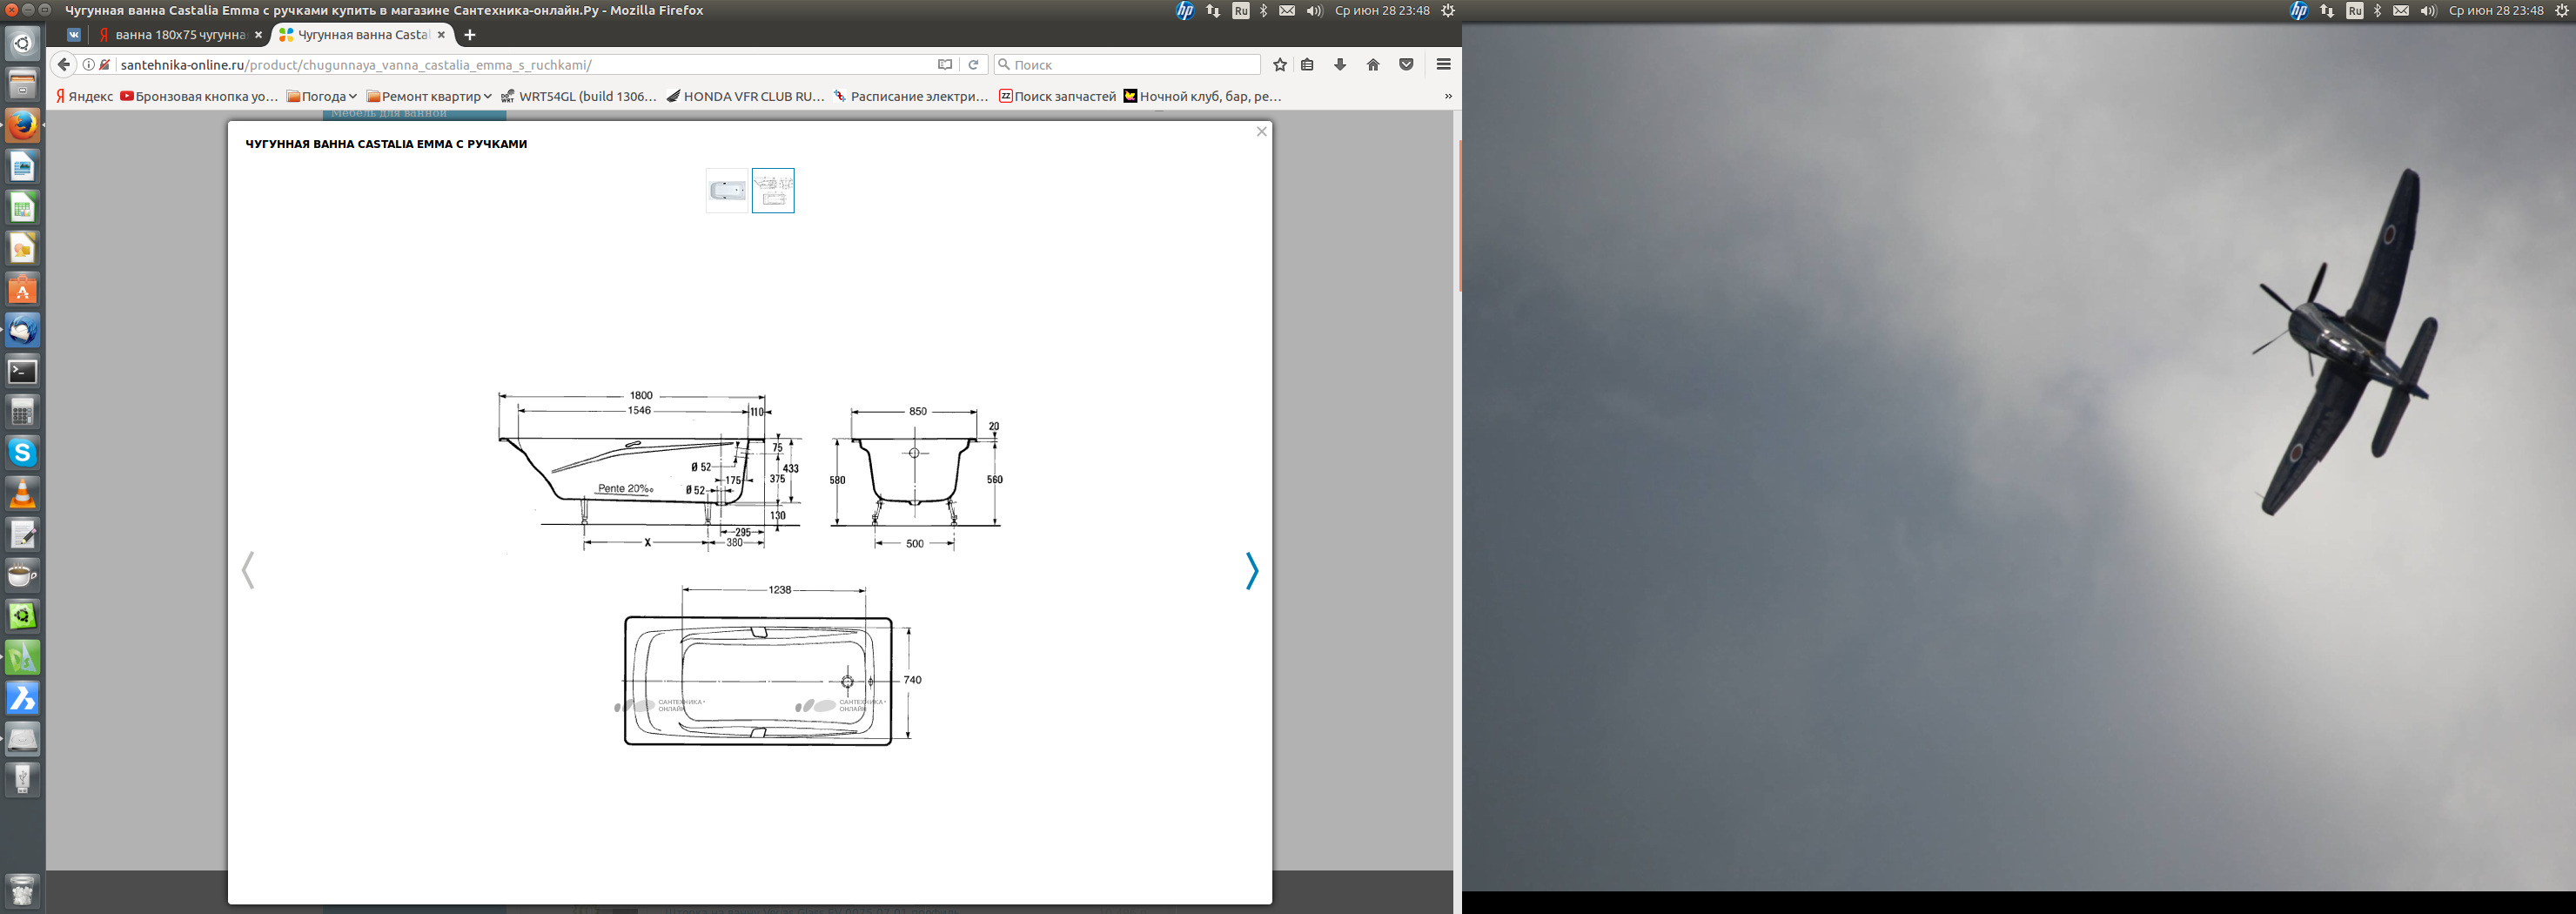 Чугунная ванна Castalia Emma с ручками купить в магазине Сантехника-онлайн.Ру - Mozilla Firefox
Ru
Ср июн 28 23:48
Ru
Ср июн 28 23:48
ванна 180x75 чугунна
Чугунная ванна Castal
santehnika-online.ru/product/chugunnaya_vanna_castalia_emma_s_ruchkami/
Поиск
Яндекс
Бронзовая кнопка yo...
Погода
Ремонт квартир
WRT54GL (build 1306...
HONDA VFR CLUB RU...
Расписание электри...
Поиск запчастей
Ночной клуб, бар, ре...
»
Мебель для ванной
ЧУГУННАЯ ВАННА CASTALIA EMMA С РУЧКАМИ
1800
1546
110
850
20
75
Ø 52
433
375
175
580
560
Pente 20‰
Ø 52
130
295
X
380
500
1238
740
САНТЕХНИКА
ОНЛАЙН
САНТЕХНИКА
ОНЛАЙН